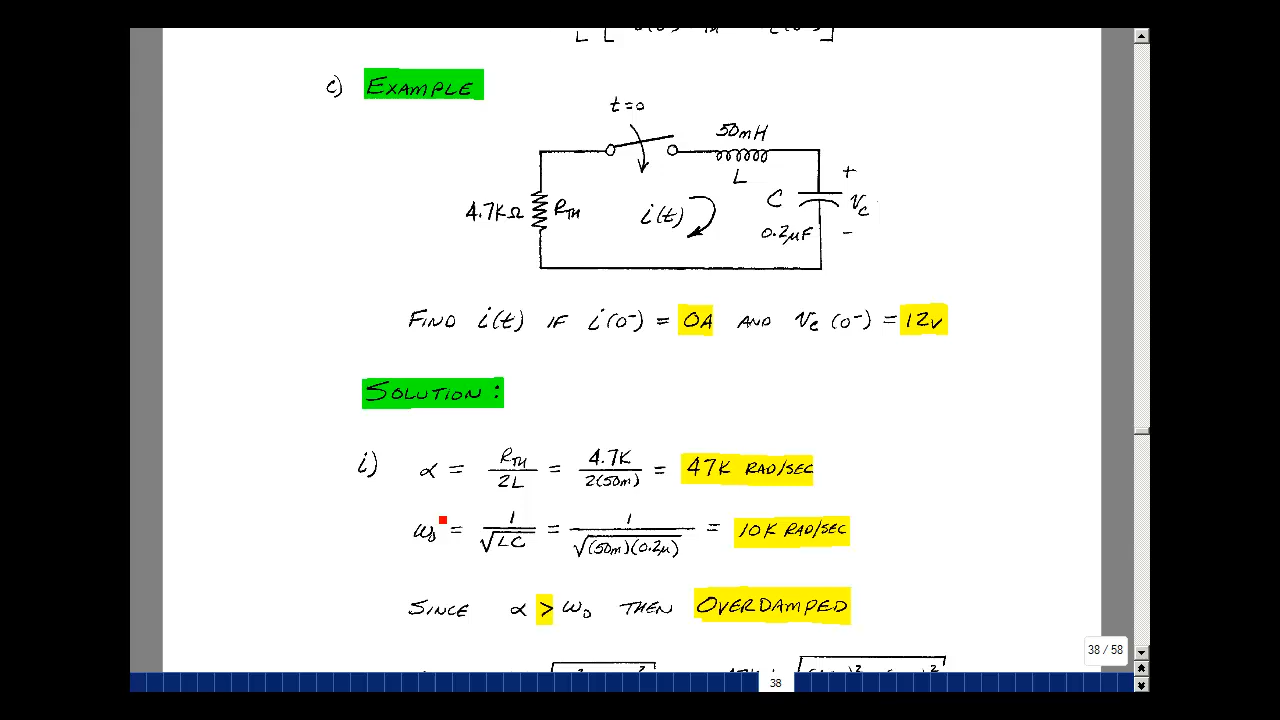 c) EXAMPLE
t=0
50mH
L
4.7KΩ RTH
i(t)
C
0.2μF
+
Vc
-
FIND i(t) IF i(0-) = 0A AND Vc(0-) = 12V
SOLUTION:
i) α = RTH / 2L = 4.7K / 2(50m) = 47K RAD/SEC
ω0 = 1 / √LC = 1 / √(50m)(0.2μ) = 10K RAD/SEC
SINCE α > ω0 THEN OVERDAMPED
38 / 58
38